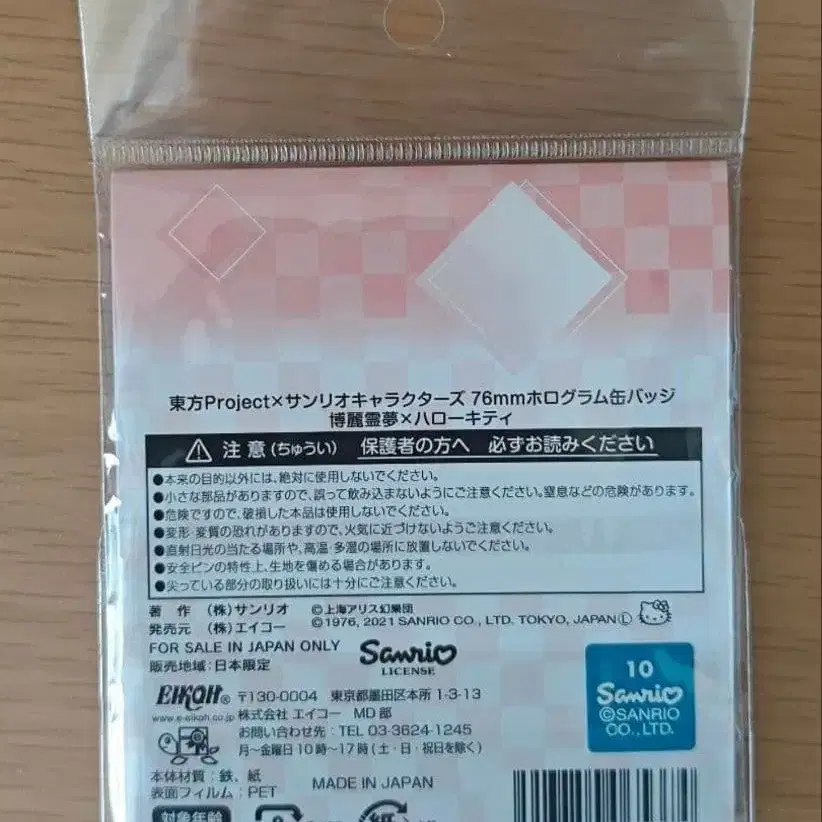 東方Project×サンリオキャラクターズ 76mmホログラム缶バッジ
博麗霊夢×ハローキティ
注意(ちゅうい) 保護者の方へ 必ずお読みください
●本来の目的以外には、絶対に使用しないでください。
●小さな部品がありますので、誤って飲み込まないようにご注意ください。窒息などの危険があります。
●危険ですので、破損した本品は使用しないでください。
●変形・変質の恐れがありますので、火気に近づけないようご注意ください。
●直射日光の当たる場所や、高温・多湿の場所に放置しないでください。
●安全ピンの特性上、生地を傷める場合があります。
●尖っている部分の取り扱いには十分にご注意ください。
著 作 (株)サンリオ ©上海アリス幻樂団
発売元 (株)エイコー ©1976, 2021 SANRIO CO., LTD. TOKYO, JAPAN Ⓛ
FOR SALE IN JAPAN ONLY
販売地域:日本限定
Sanrio
LICENSE
10
Sanrio
©SANRIO
CO., LTD.
EIKOH® 〒130-0004 東京都墨田区本所 1-3-13
www.e-eikoh.co.jp 株式会社 エイコー MD部
お問い合わせ先:TEL 03-3624-1245
月〜金曜日10時〜17時(土・日・祝日を除く)
本体材質:鉄、紙 MADE IN JAPAN
表面フィルム:PET
対象年齢
紙